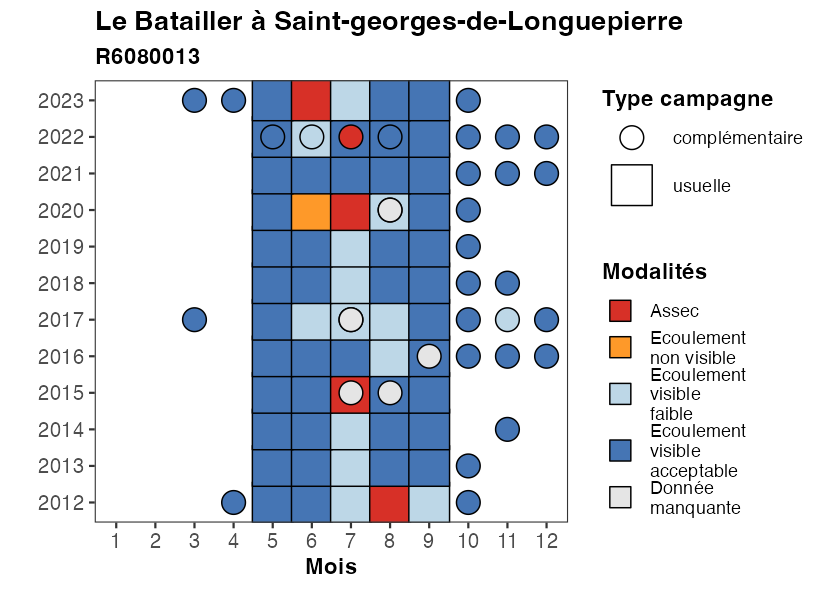 Le Batailler à Saint-georges-de-Longuepierre
R6080013
2023
2022
2021
2020
2019
2018
2017
2016
2015
2014
2013
2012
1 2 3 4 5 6 7 8 9 10 11 12
Mois
Type campagne
complémentaire
usuelle
Modalités
Assec
Ecoulement
non visible
Ecoulement
visible
faible
Ecoulement
visible
acceptable
Donnée
manquante